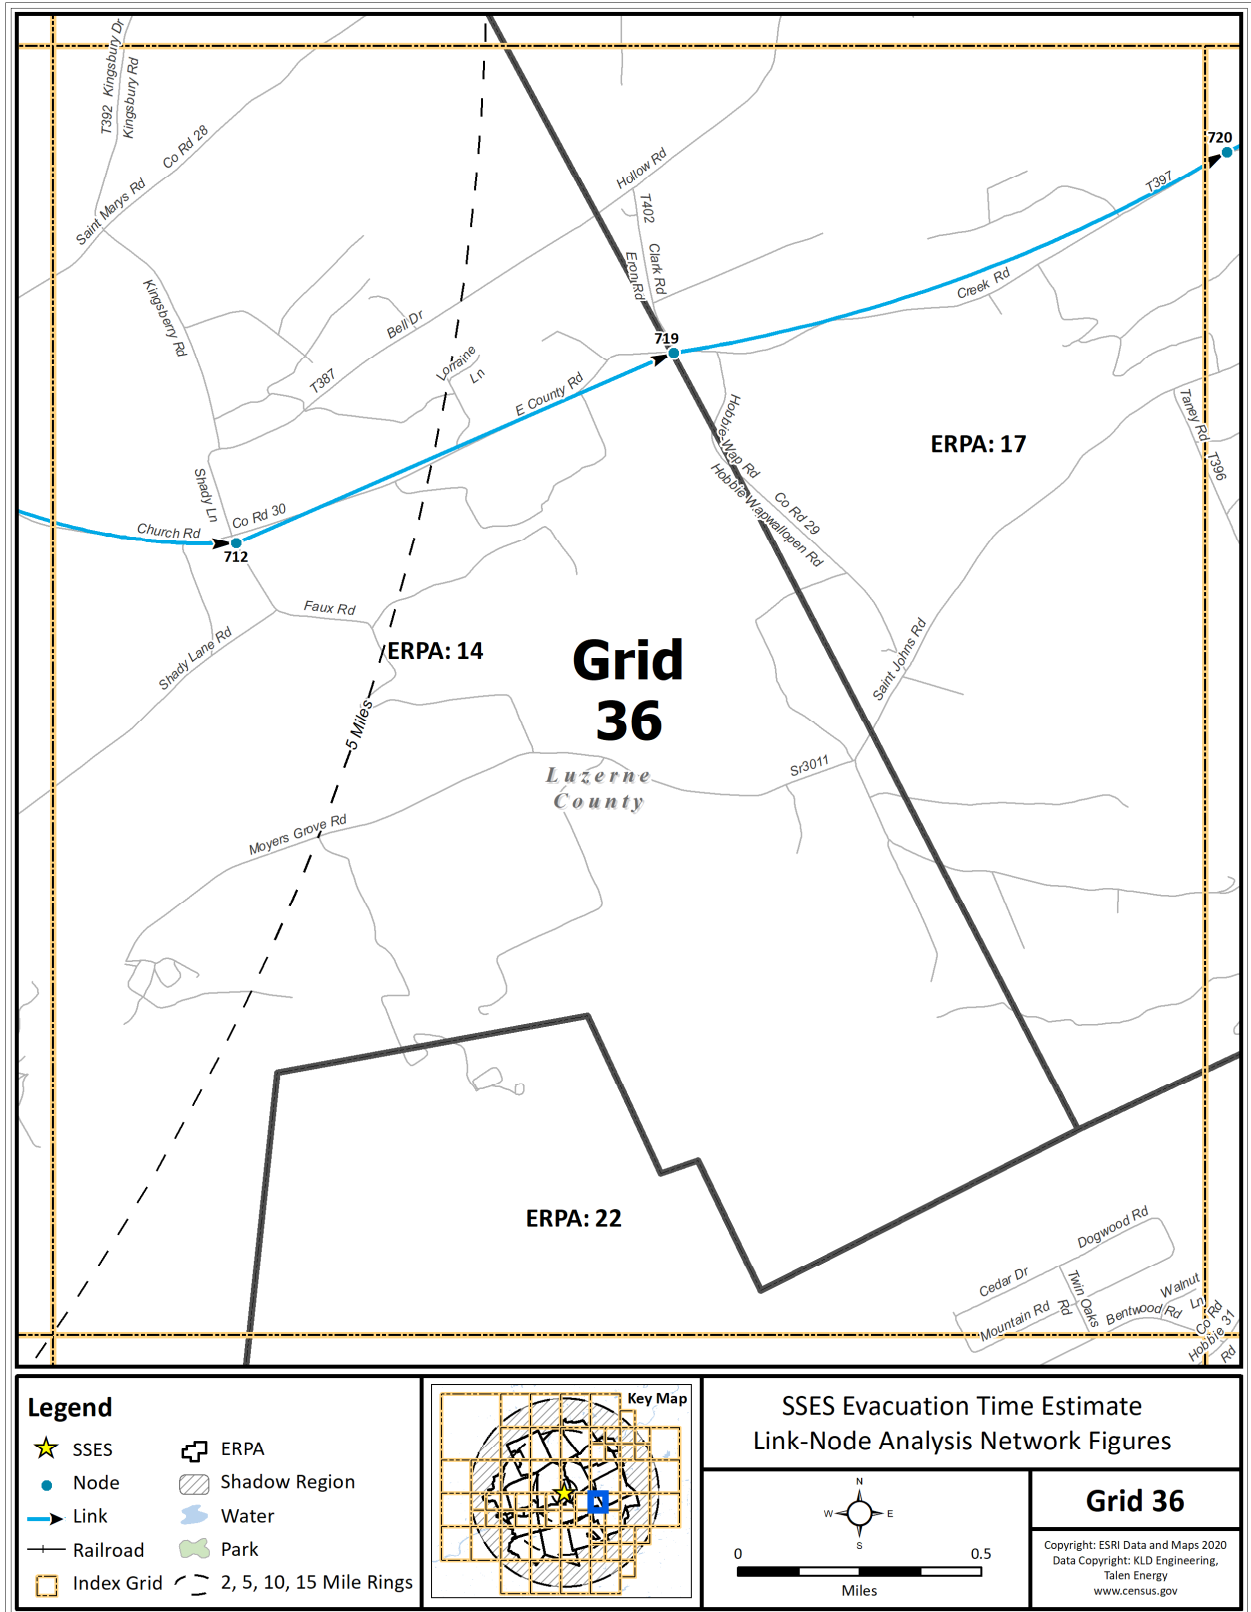 T392 Kingsbury Dr
Kingsbury Rd
Co Rd 28
Saint Marys Rd
Hollow Rd
T402
Clark Rd
Eron Rd
720
T397
Creek Rd
Kingsberry Rd
Bell Dr
719
Lorraine
Ln
T387
E County Rd
Hobbie-Wap Rd
Taney Rd
T396
ERPA: 17
Shady Ln
Co Rd 30
Church Rd
712
Hobbie Wapwallopen Rd
Co Rd 29
Faux Rd
Shady Lane Rd
ERPA: 14
Grid
36
Saint Johns Rd
5 Miles
Luzerne
County
Sr3011
Moyers Grove Rd
ERPA: 22
Dogwood Rd
Cedar Dr
Twin Oaks
Rd
Mountain Rd
Walnut
Ln
Bentwood Rd
Co Rd
Hobbie 31
Rd
Legend
SSES
Node
Link
Railroad
Index Grid
ERPA
Shadow Region
Water
Park
2, 5, 10, 15 Mile Rings
Key Map
SSES Evacuation Time Estimate
Link-Node Analysis Network Figures
N
W
E
S
0
0.5
Miles
Grid 36
Copyright: ESRI Data and Maps 2020
Data Copyright: KLD Engineering,
Talen Energy
www.census.gov